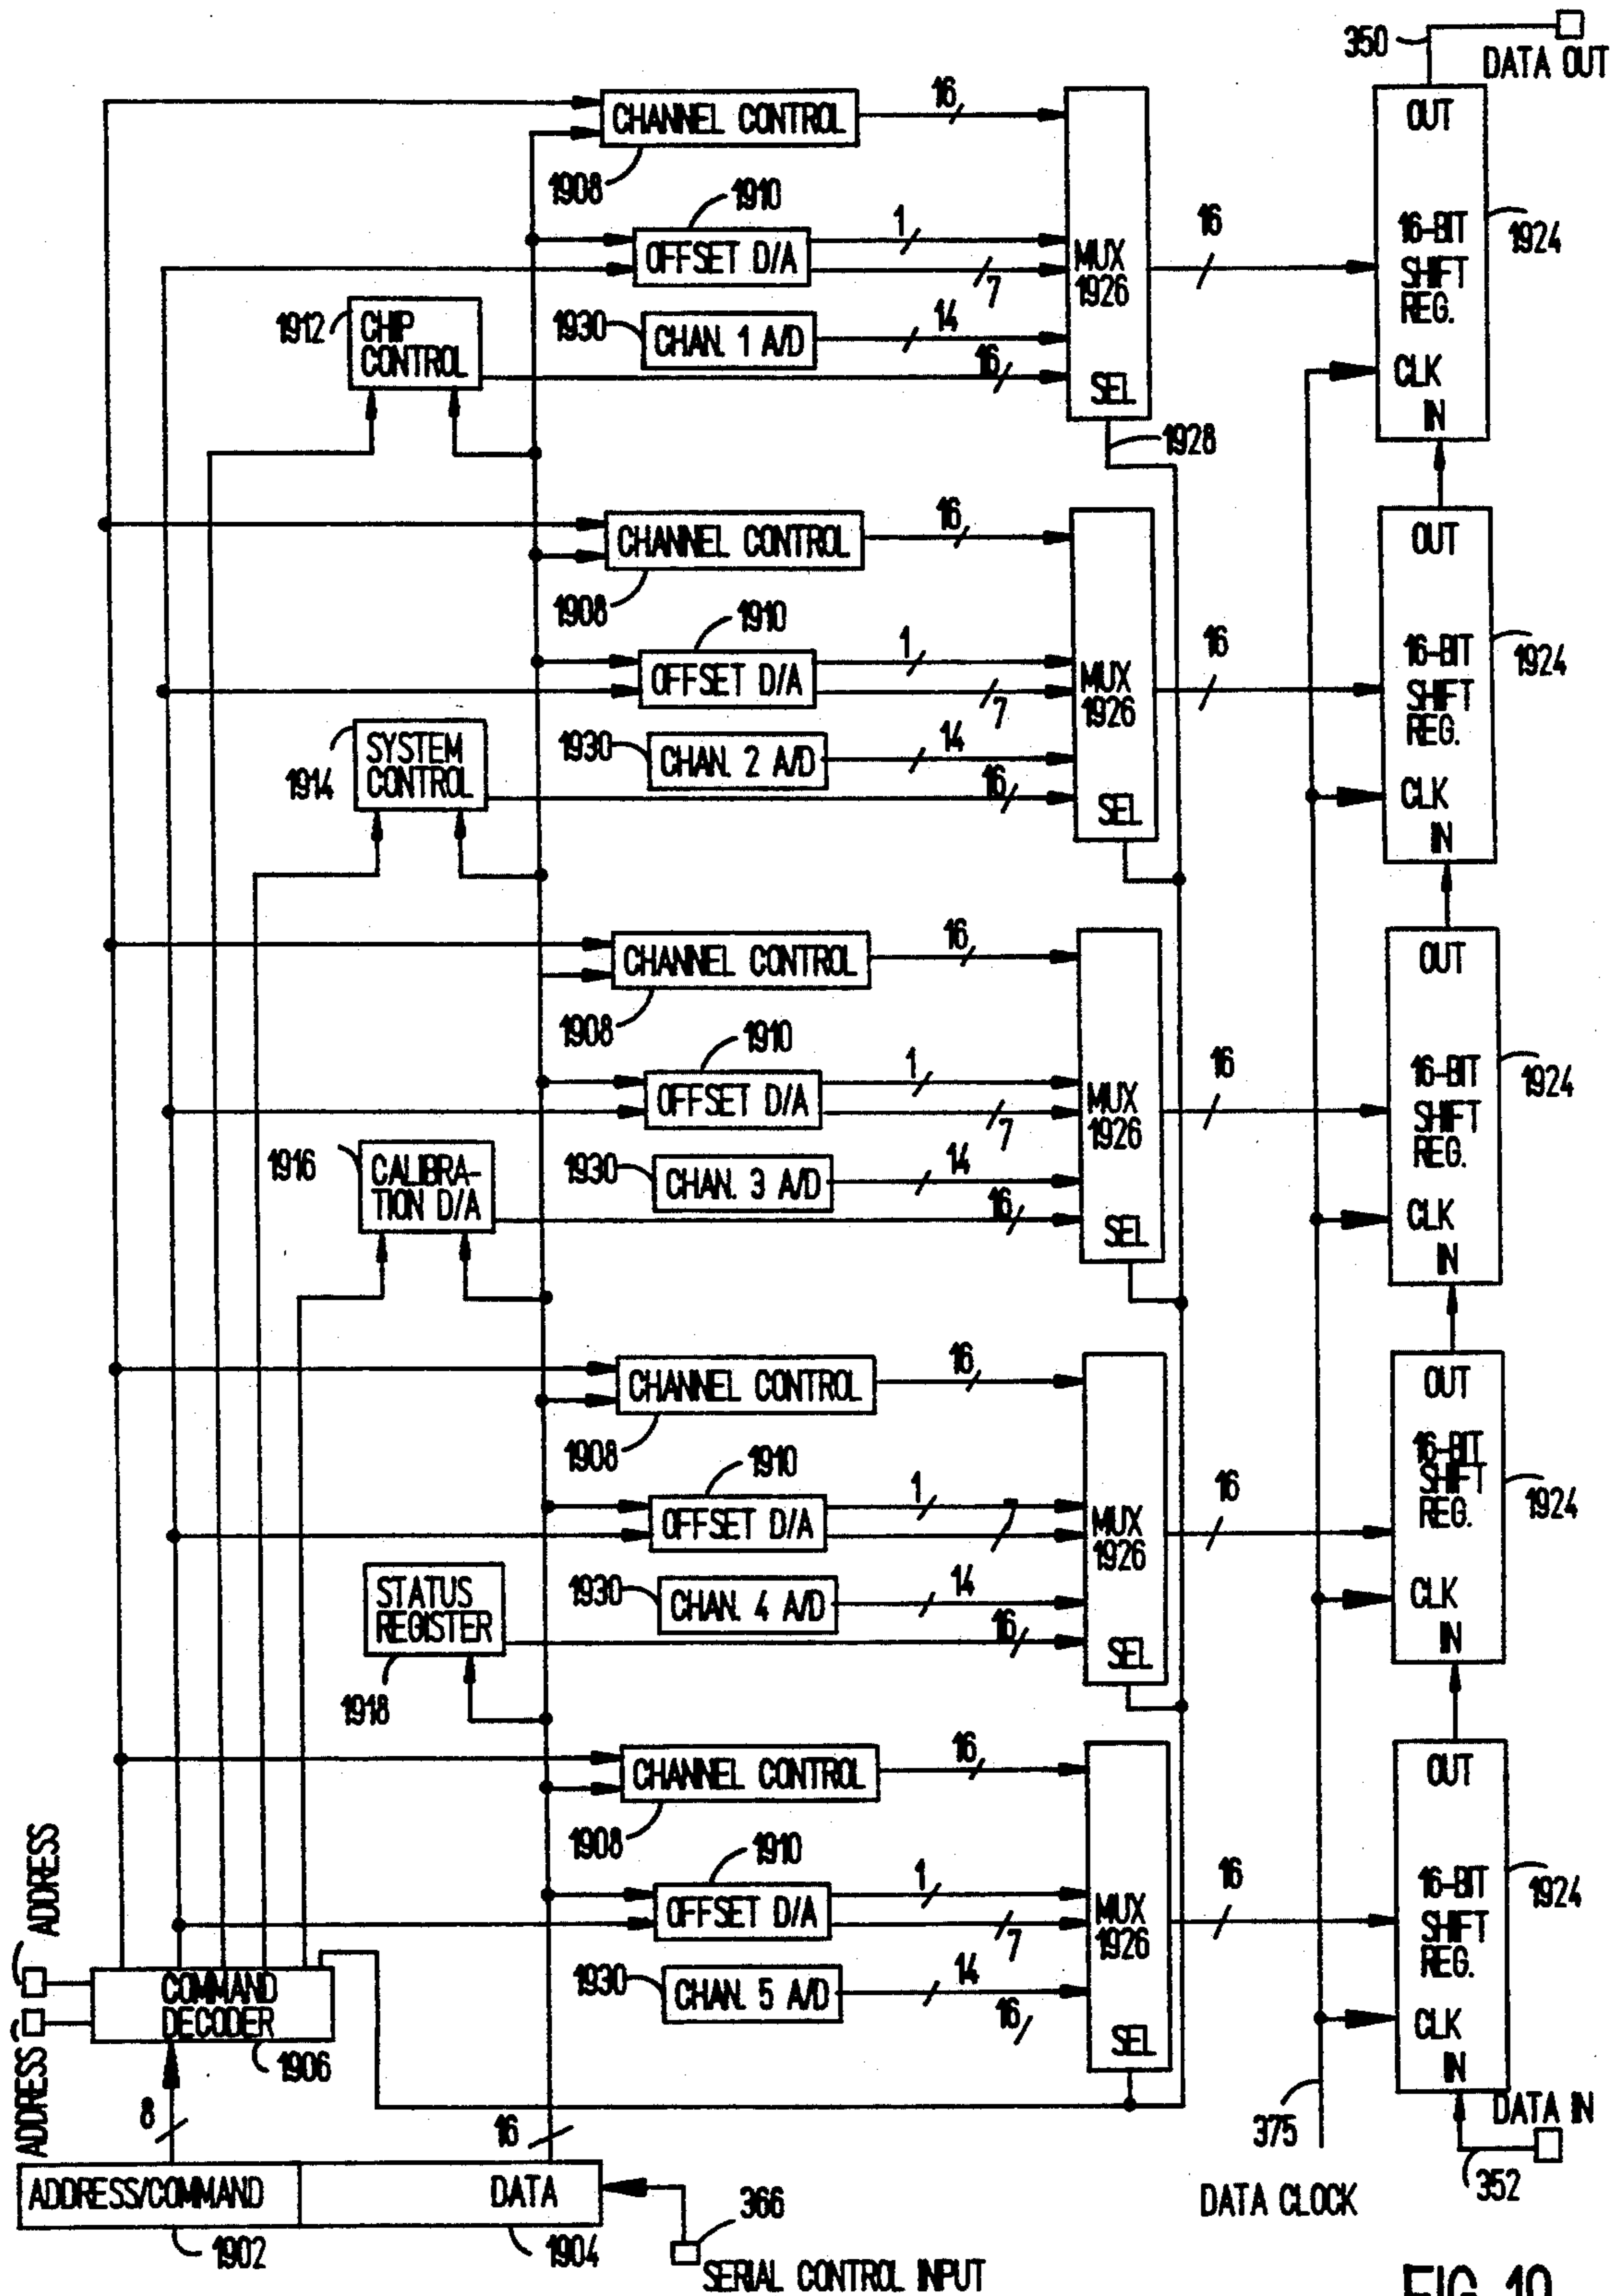 350
DATA OUT
CHANNEL CONTROL
16
1908
OUT
16-BIT
SHIFT
REG.
1924
CLK
IN
1910
OFFSET D/A
1
7
MUX
1926
16
1912
CHIP
CONTROL
1930
CHAN. 1 A/D
14
16
SEL
1928
CHANNEL CONTROL
16
1908
OUT
16-BIT
SHIFT
REG.
1924
CLK
IN
1910
OFFSET D/A
1
7
MUX
1926
16
1914
SYSTEM
CONTROL
1930
CHAN. 2 A/D
14
16
SEL
CHANNEL CONTROL
16
1908
OUT
16-BIT
SHIFT
REG.
1924
CLK
IN
1910
OFFSET D/A
1
7
MUX
1926
16
1916
CALIBRA-
TION D/A
1930
CHAN. 3 A/D
14
16
SEL
CHANNEL CONTROL
16
1908
OUT
16-BIT
SHIFT
REG.
1924
CLK
IN
1910
OFFSET D/A
1
7
MUX
1926
16
STATUS
REGISTER
1918
1930
CHAN. 4 A/D
14
16
SEL
CHANNEL CONTROL
16
1908
OUT
16-BIT
SHIFT
REG.
1924
CLK
IN
1910
OFFSET D/A
1
7
MUX
1926
16
1930
CHAN. 5 A/D
14
16
SEL
ADDRESS
ADDRESS
COMMAND
DECODER
1906
8
16
ADDRESS/COMMAND
DATA
1902
1904
366
SERIAL CONTROL INPUT
375
DATA CLOCK
DATA IN
352
FIG. 19